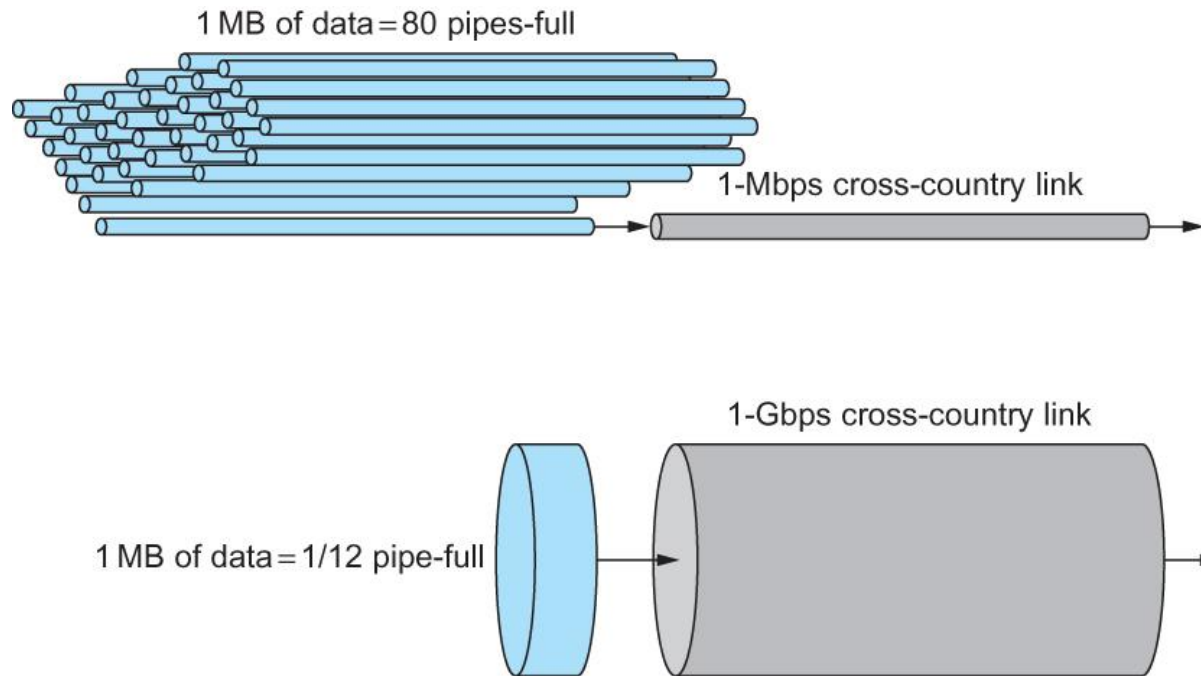 1 MB of data = 80 pipes-full
1-Mbps cross-country link
1-Gbps cross-country link
1 MB of data = 1/12 pipe-full